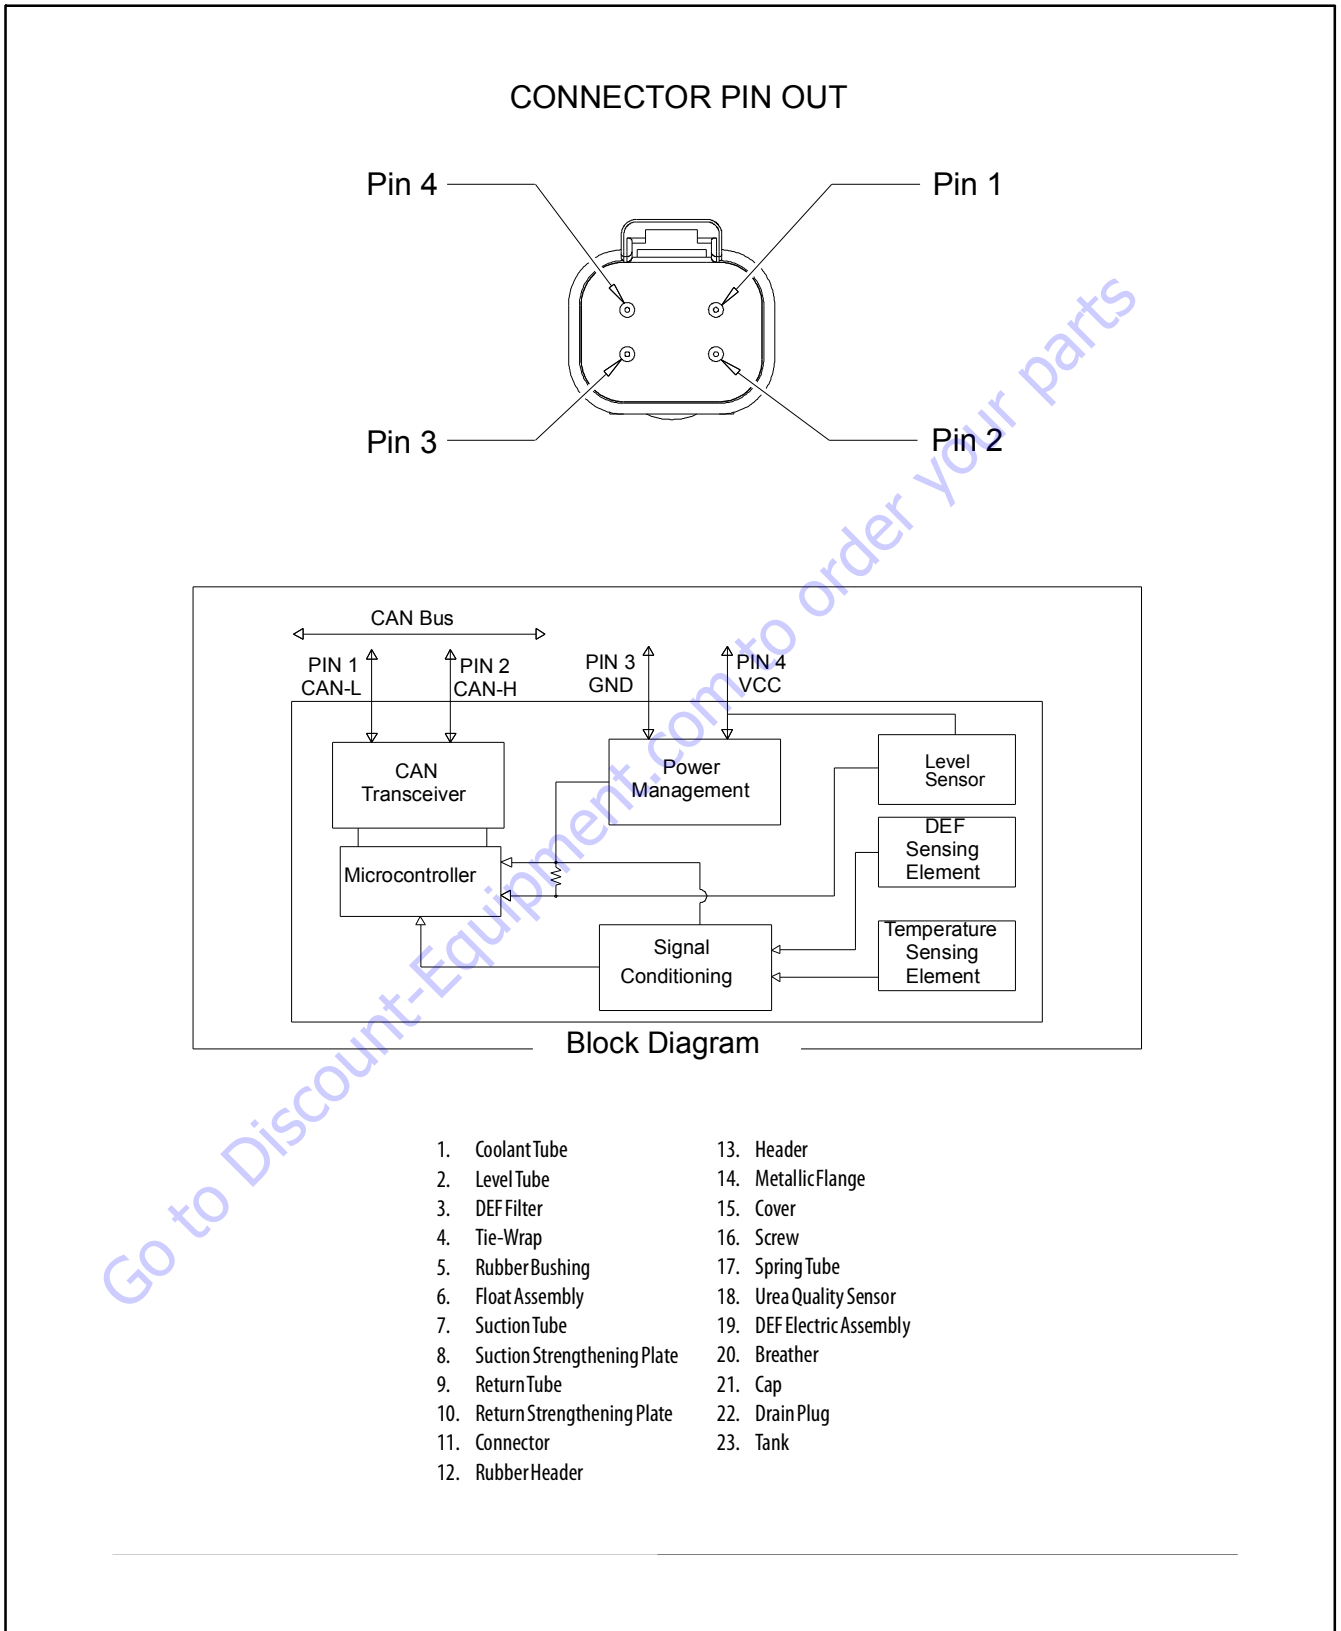 CONNECTOR PIN OUT
Pin 4
Pin 1
Pin 3
Pin 2
CAN Bus
PIN 1
CAN-L
PIN 2
CAN-H
PIN 3
GND
PIN 4
VCC
CAN
Transceiver
Power
Management
Level
Sensor
DEF
Sensing
Element
Microcontroller
Signal
Conditioning
Temperature
Sensing
Element
Block Diagram
1. Coolant Tube
2. Level Tube
3. DEF Filter
4. Tie-Wrap
5. Rubber Bushing
6. Float Assembly
7. Suction Tube
8. Suction Strengthening Plate
9. Return Tube
10. Return Strengthening Plate
11. Connector
12. Rubber Header
13. Header
14. Metallic Flange
15. Cover
16. Screw
17. Spring Tube
18. Urea Quality Sensor
19. DEF Electric Assembly
20. Breather
21. Cap
22. Drain Plug
23. Tank
Go to Discount-Equipment.com to order your parts